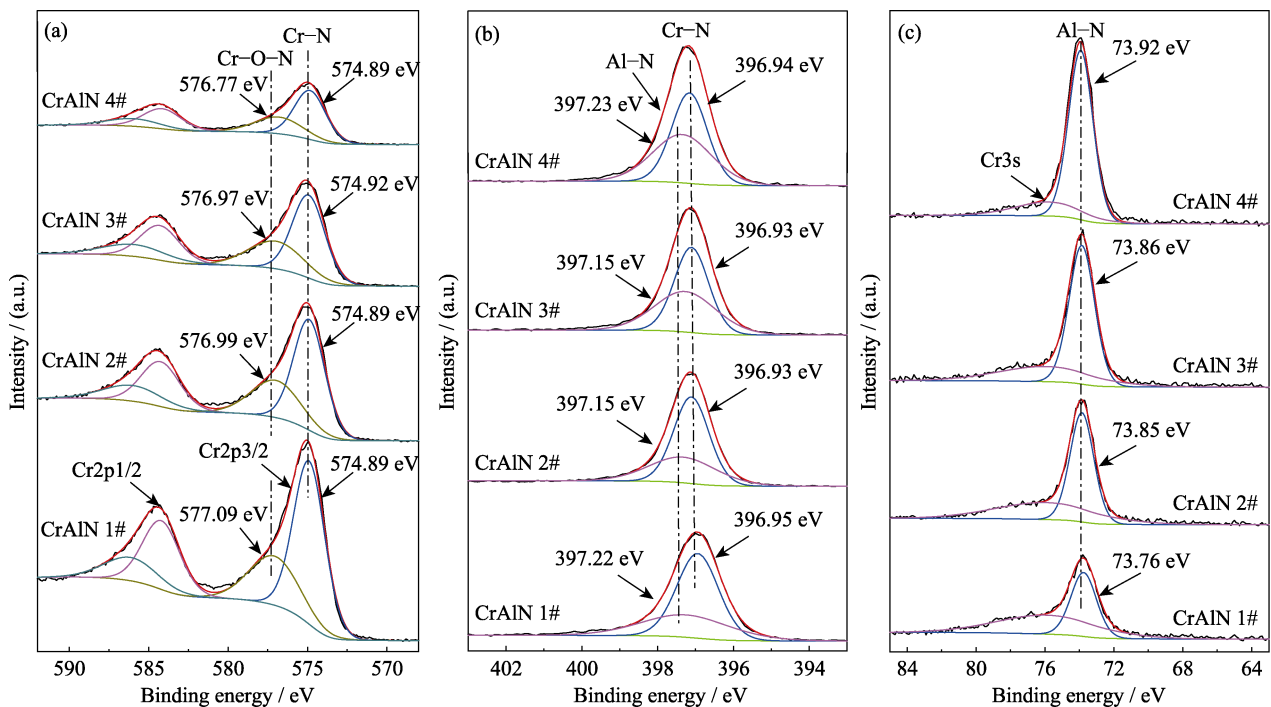 (a)
Cr−N
Cr−O−N
576.77 eV
574.89 eV
CrAlN 4#
576.97 eV
574.92 eV
CrAlN 3#
576.99 eV
574.89 eV
CrAlN 2#
Cr2p3/2
Cr2p1/2
574.89 eV
577.09 eV
CrAlN 1#
Intensity / (a.u.)
590 585 580 575 570
Binding energy / eV
(b)
Cr−N
Al−N
396.94 eV
397.23 eV
CrAlN 4#
396.93 eV
397.15 eV
CrAlN 3#
396.93 eV
397.15 eV
CrAlN 2#
396.95 eV
397.22 eV
CrAlN 1#
Intensity / (a.u.)
402 400 398 396 394
Binding energy / eV
(c)
Al−N
73.92 eV
Cr3s
CrAlN 4#
73.86 eV
CrAlN 3#
73.85 eV
CrAlN 2#
73.76 eV
CrAlN 1#
Intensity / (a.u.)
84 80 76 72 68 64
Binding energy / eV